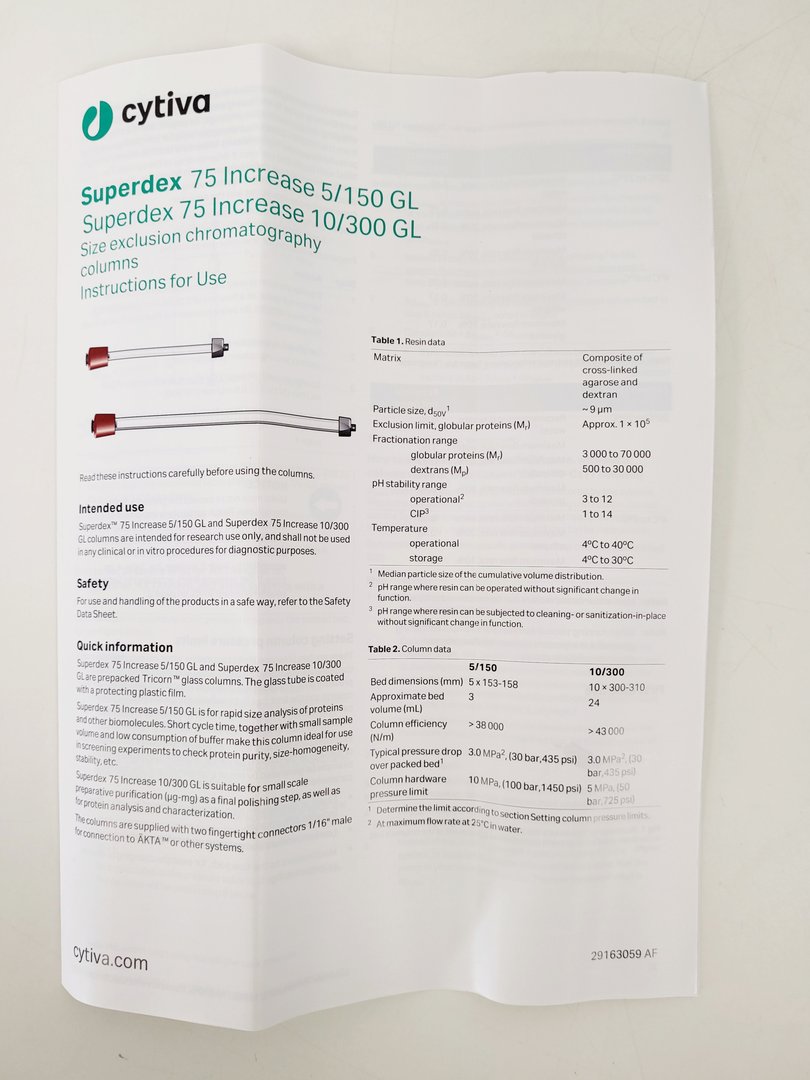 cytiva
Superdex 75 Increase 5/150 GL
Superdex 75 Increase 10/300 GL
Size exclusion chromatography
columns
Instructions for Use
Read these instructions carefully before using the columns.
Intended use
Superdex™ 75 Increase 5/150 GL and Superdex 75 Increase 10/300
GL columns are intended for research use only, and shall not be used
in any clinical or in vitro procedures for diagnostic purposes.
Safety
For use and handling of the products in a safe way, refer to the Safety
Data Sheet.
Quick information
Superdex 75 Increase 5/150 GL and Superdex 75 Increase 10/300
GL are prepacked Tricorn™ glass columns. The glass tube is coated
with a protecting plastic film.
Superdex 75 Increase 5/150 GL is for rapid size analysis of proteins
and other biomolecules. Short cycle time, together with small sample
volume and low consumption of buffer make this column ideal for use
in screening experiments to check protein purity, size-homogeneity,
stability, etc.
Superdex 75 Increase 10/300 GL is suitable for small scale
preparative purification (µg-mg) as a final polishing step, as well as
for protein analysis and characterization.
The columns are supplied with two fingertight connectors 1/16" male
for connection to ÄKTA™ or other systems.
Table 1. Resin data
Matrix Composite of
cross-linked
agarose and
dextran
Particle size, d50V¹ ~ 9 µm
Exclusion limit, globular proteins (Mr) Approx. 1 × 10⁵
Fractionation range
globular proteins (Mr) 3 000 to 70 000
dextrans (Mp) 500 to 30 000
pH stability range
operational² 3 to 12
CIP³ 1 to 14
Temperature
operational 4°C to 40°C
storage 4°C to 30°C
¹ Median particle size of the cumulative volume distribution.
² pH range where resin can be operated without significant change in
function.
³ pH range where resin can be subjected to cleaning- or sanitization-in-place
without significant change in function.
Table 2. Column data
5/150 10/300
Bed dimensions (mm) 5 x 153-158 10 × 300-310
Approximate bed
volume (mL) 3 24
Column efficiency
(N/m) > 38 000 > 43 000
Typical pressure drop
over packed bed¹ 3.0 MPa², (30 bar,435 psi) 3.0 MPa², (30
bar,435 psi)
Column hardware
pressure limit 10 MPa, (100 bar,1450 psi) 5 MPa, (50
bar,725 psi)
¹ Determine the limit according to section Setting column pressure limits.
² At maximum flow rate at 25°C in water.
cytiva.com
29163059 AF